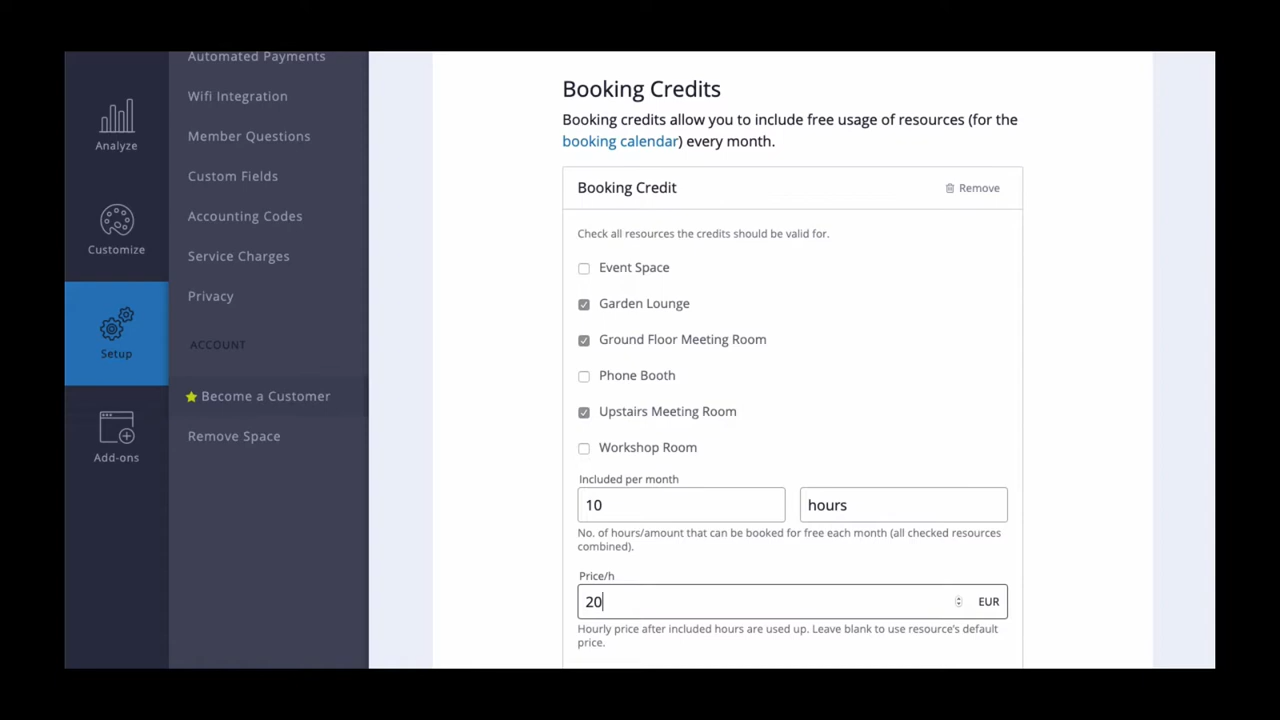 Automated Payments
Wifi Integration
Member Questions
Custom Fields
Accounting Codes
Service Charges
Privacy
ACCOUNT
Become a Customer
Remove Space
Analyze
Customize
Setup
Add-ons
Booking Credits
Booking credits allow you to include free usage of resources (for the
booking calendar) every month.
Booking Credit
Remove
Check all resources the credits should be valid for.
Event Space
Garden Lounge
Ground Floor Meeting Room
Phone Booth
Upstairs Meeting Room
Workshop Room
Included per month
10
hours
No. of hours/amount that can be booked for free each month (all checked resources
combined).
Price/h
20
EUR
Hourly price after included hours are used up. Leave blank to use resource's default
price.